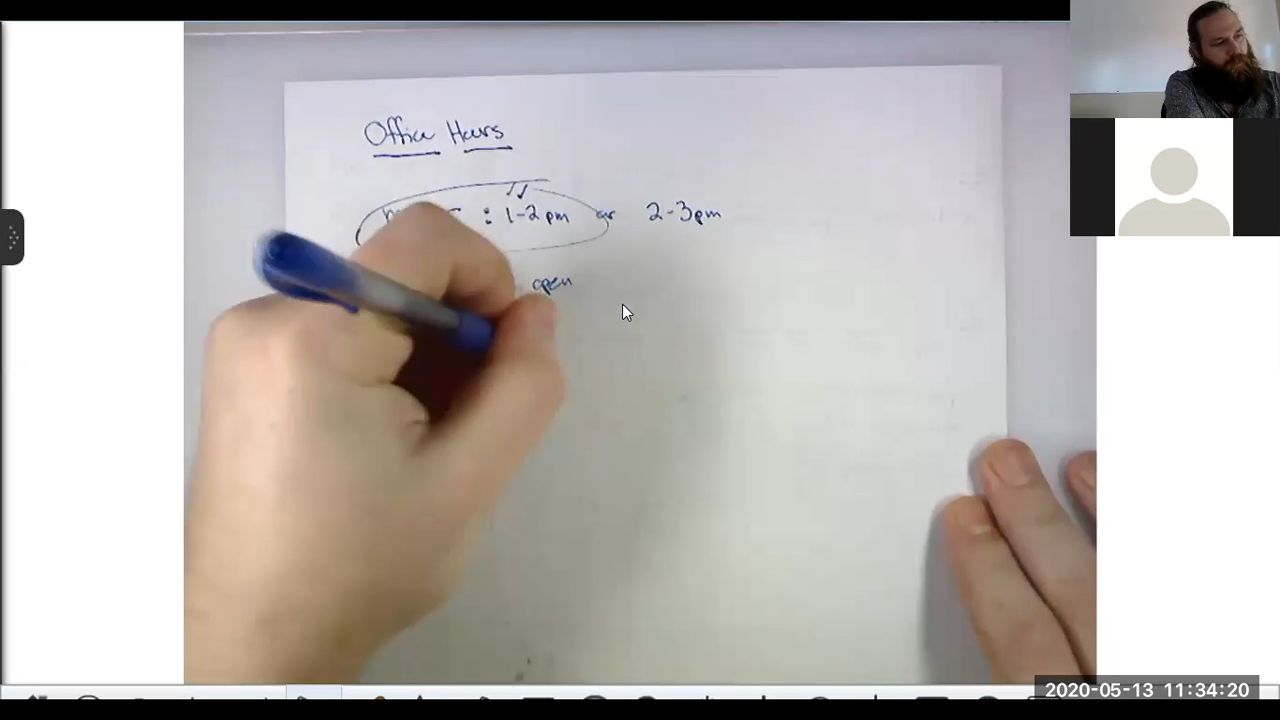 Office Hours
: 1-2pm or 2-3pm
open
2020-05-13 11:34:20